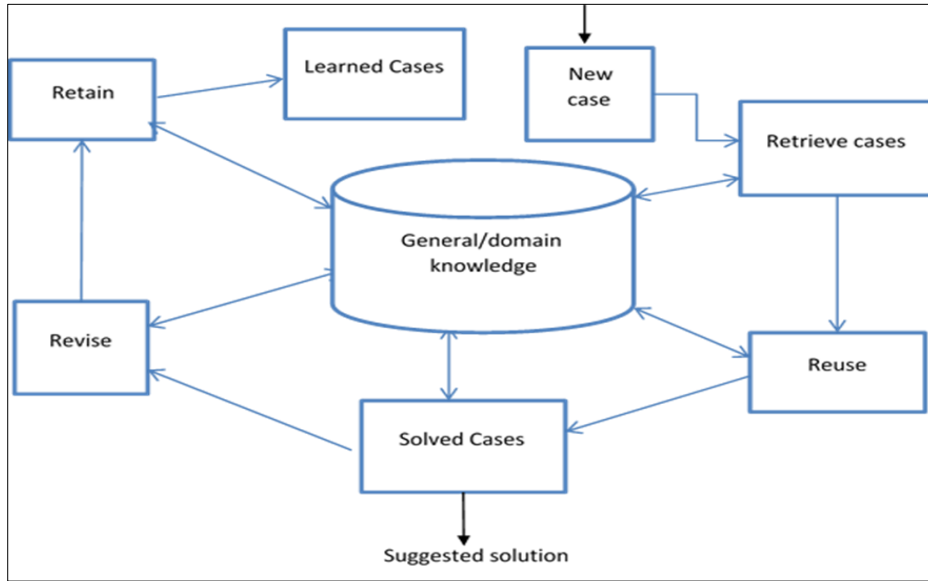 Learned Cases
New
case
Retain
Retrieve cases
General/domain
knowledge
Revise
Reuse
Solved Cases
Suggested solution